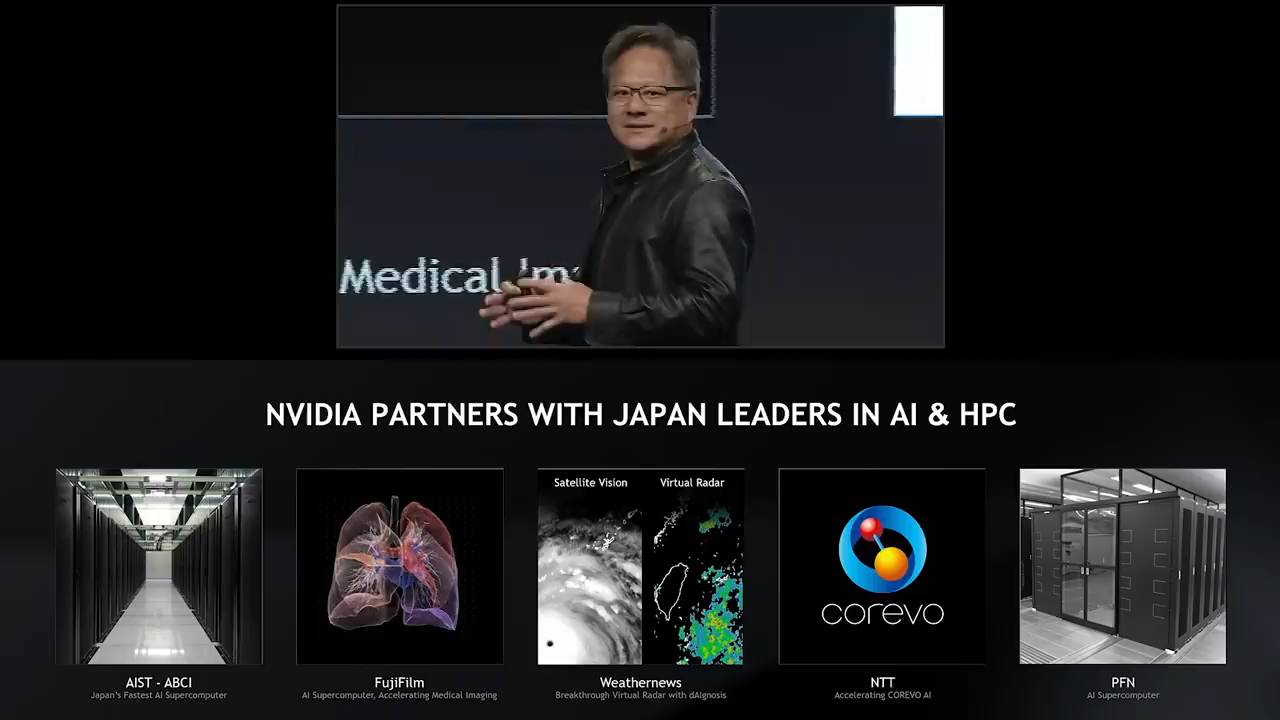 Medical
NVIDIA PARTNERS WITH JAPAN LEADERS IN AI & HPC
Satellite Vision
Virtual Radar
corevo
AIST - ABCI
Japan's Fastest AI Supercomputer
FujiFilm
AI Supercomputer, Accelerating Medical Imaging
Weathernews
Breakthrough Virtual Radar with dAIgnosis
NTT
Accelerating COREVO AI
PFN
AI Supercomputer